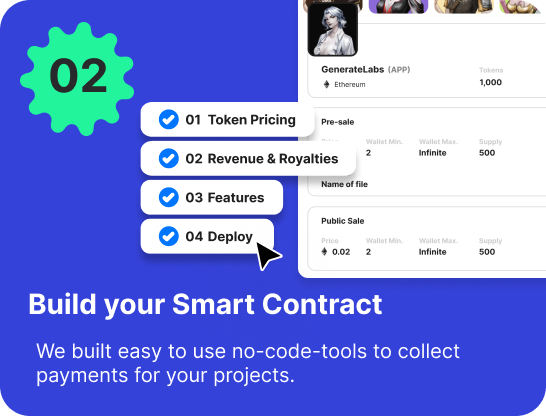 02
GenerateLabs (APP)
Tokens
Ethereum
1,000
01 Token Pricing
Pre-sale
Wallet Min. Wallet Max. Supply
02 Revenue & Royalties
2 Infinite 500
03 Features
Name of file
04 Deploy
Public Sale
Price Wallet Min. Wallet Max. Supply
0.02 2 Infinite 500
Build your Smart Contract
We built easy to use no-code-tools to collect
payments for your projects.